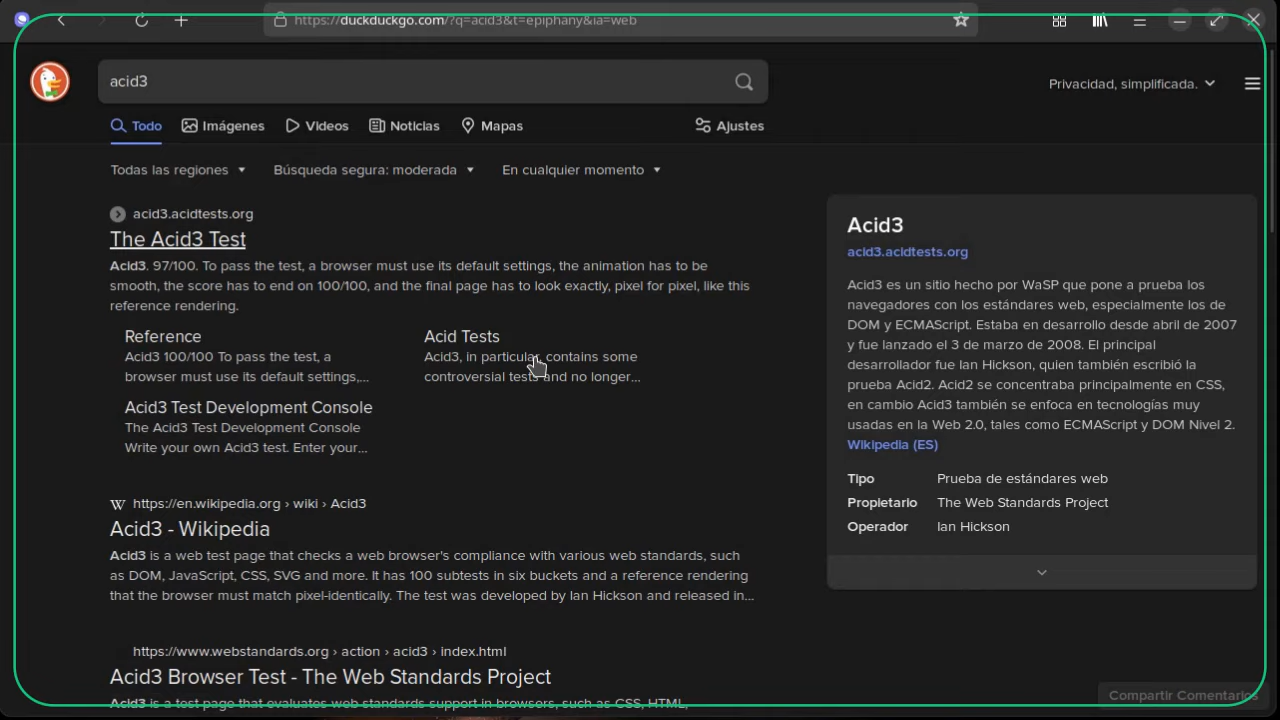 https://duckduckgo.com/?q=acid3&t=epiphany&ia=web
acid3
Privacidad, simplificada.
Todo
Imágenes
Videos
Noticias
Mapas
Ajustes
Todas las regiones
Búsqueda segura: moderada
En cualquier momento
acid3.acidtests.org
The Acid3 Test
Acid3. 97/100. To pass the test, a browser must use its default settings, the animation has to be
smooth, the score has to end on 100/100, and the final page has to look exactly, pixel for pixel, like this
reference rendering.
Reference
Acid3 100/100 To pass the test, a
browser must use its default settings,...
Acid Tests
Acid3, in particular, contains some
controversial tests and no longer...
Acid3 Test Development Console
The Acid3 Test Development Console
Write your own Acid3 test. Enter your...
W https://en.wikipedia.org › wiki › Acid3
Acid3 - Wikipedia
Acid3 is a web test page that checks a web browser's compliance with various web standards, such
as DOM, JavaScript, CSS, SVG and more. It has 100 subtests in six buckets and a reference rendering
that the browser must match pixel-identically. The test was developed by Ian Hickson and released in...
https://www.webstandards.org › action › acid3 › index.html
Acid3 Browser Test - The Web Standards Project
Acid3 is a test page that evaluates web standards support in browsers, such as CSS, HTML,
Acid3
acid3.acidtests.org
Acid3 es un sitio hecho por WaSP que pone a prueba los
navegadores con los estándares web, especialmente los de
DOM y ECMAScript. Estaba en desarrollo desde abril de 2007
y fue lanzado el 3 de marzo de 2008. El principal
desarrollador fue Ian Hickson, quien también escribió la
prueba Acid2. Acid2 se concentraba principalmente en CSS,
en cambio Acid3 también se enfoca en tecnologías muy
usadas en la Web 2.0, tales como ECMAScript y DOM Nivel 2.
Wikipedia (ES)
Tipo Prueba de estándares web
Propietario The Web Standards Project
Operador Ian Hickson
Compartir Comentarios